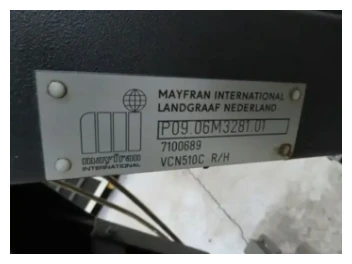 MAYFRAN INTERNATIONAL
LANDGRAAF NEDERLAND
P09.06M3281.01
7100689
VCN510C R/H
mayfran
INTERNATIONAL